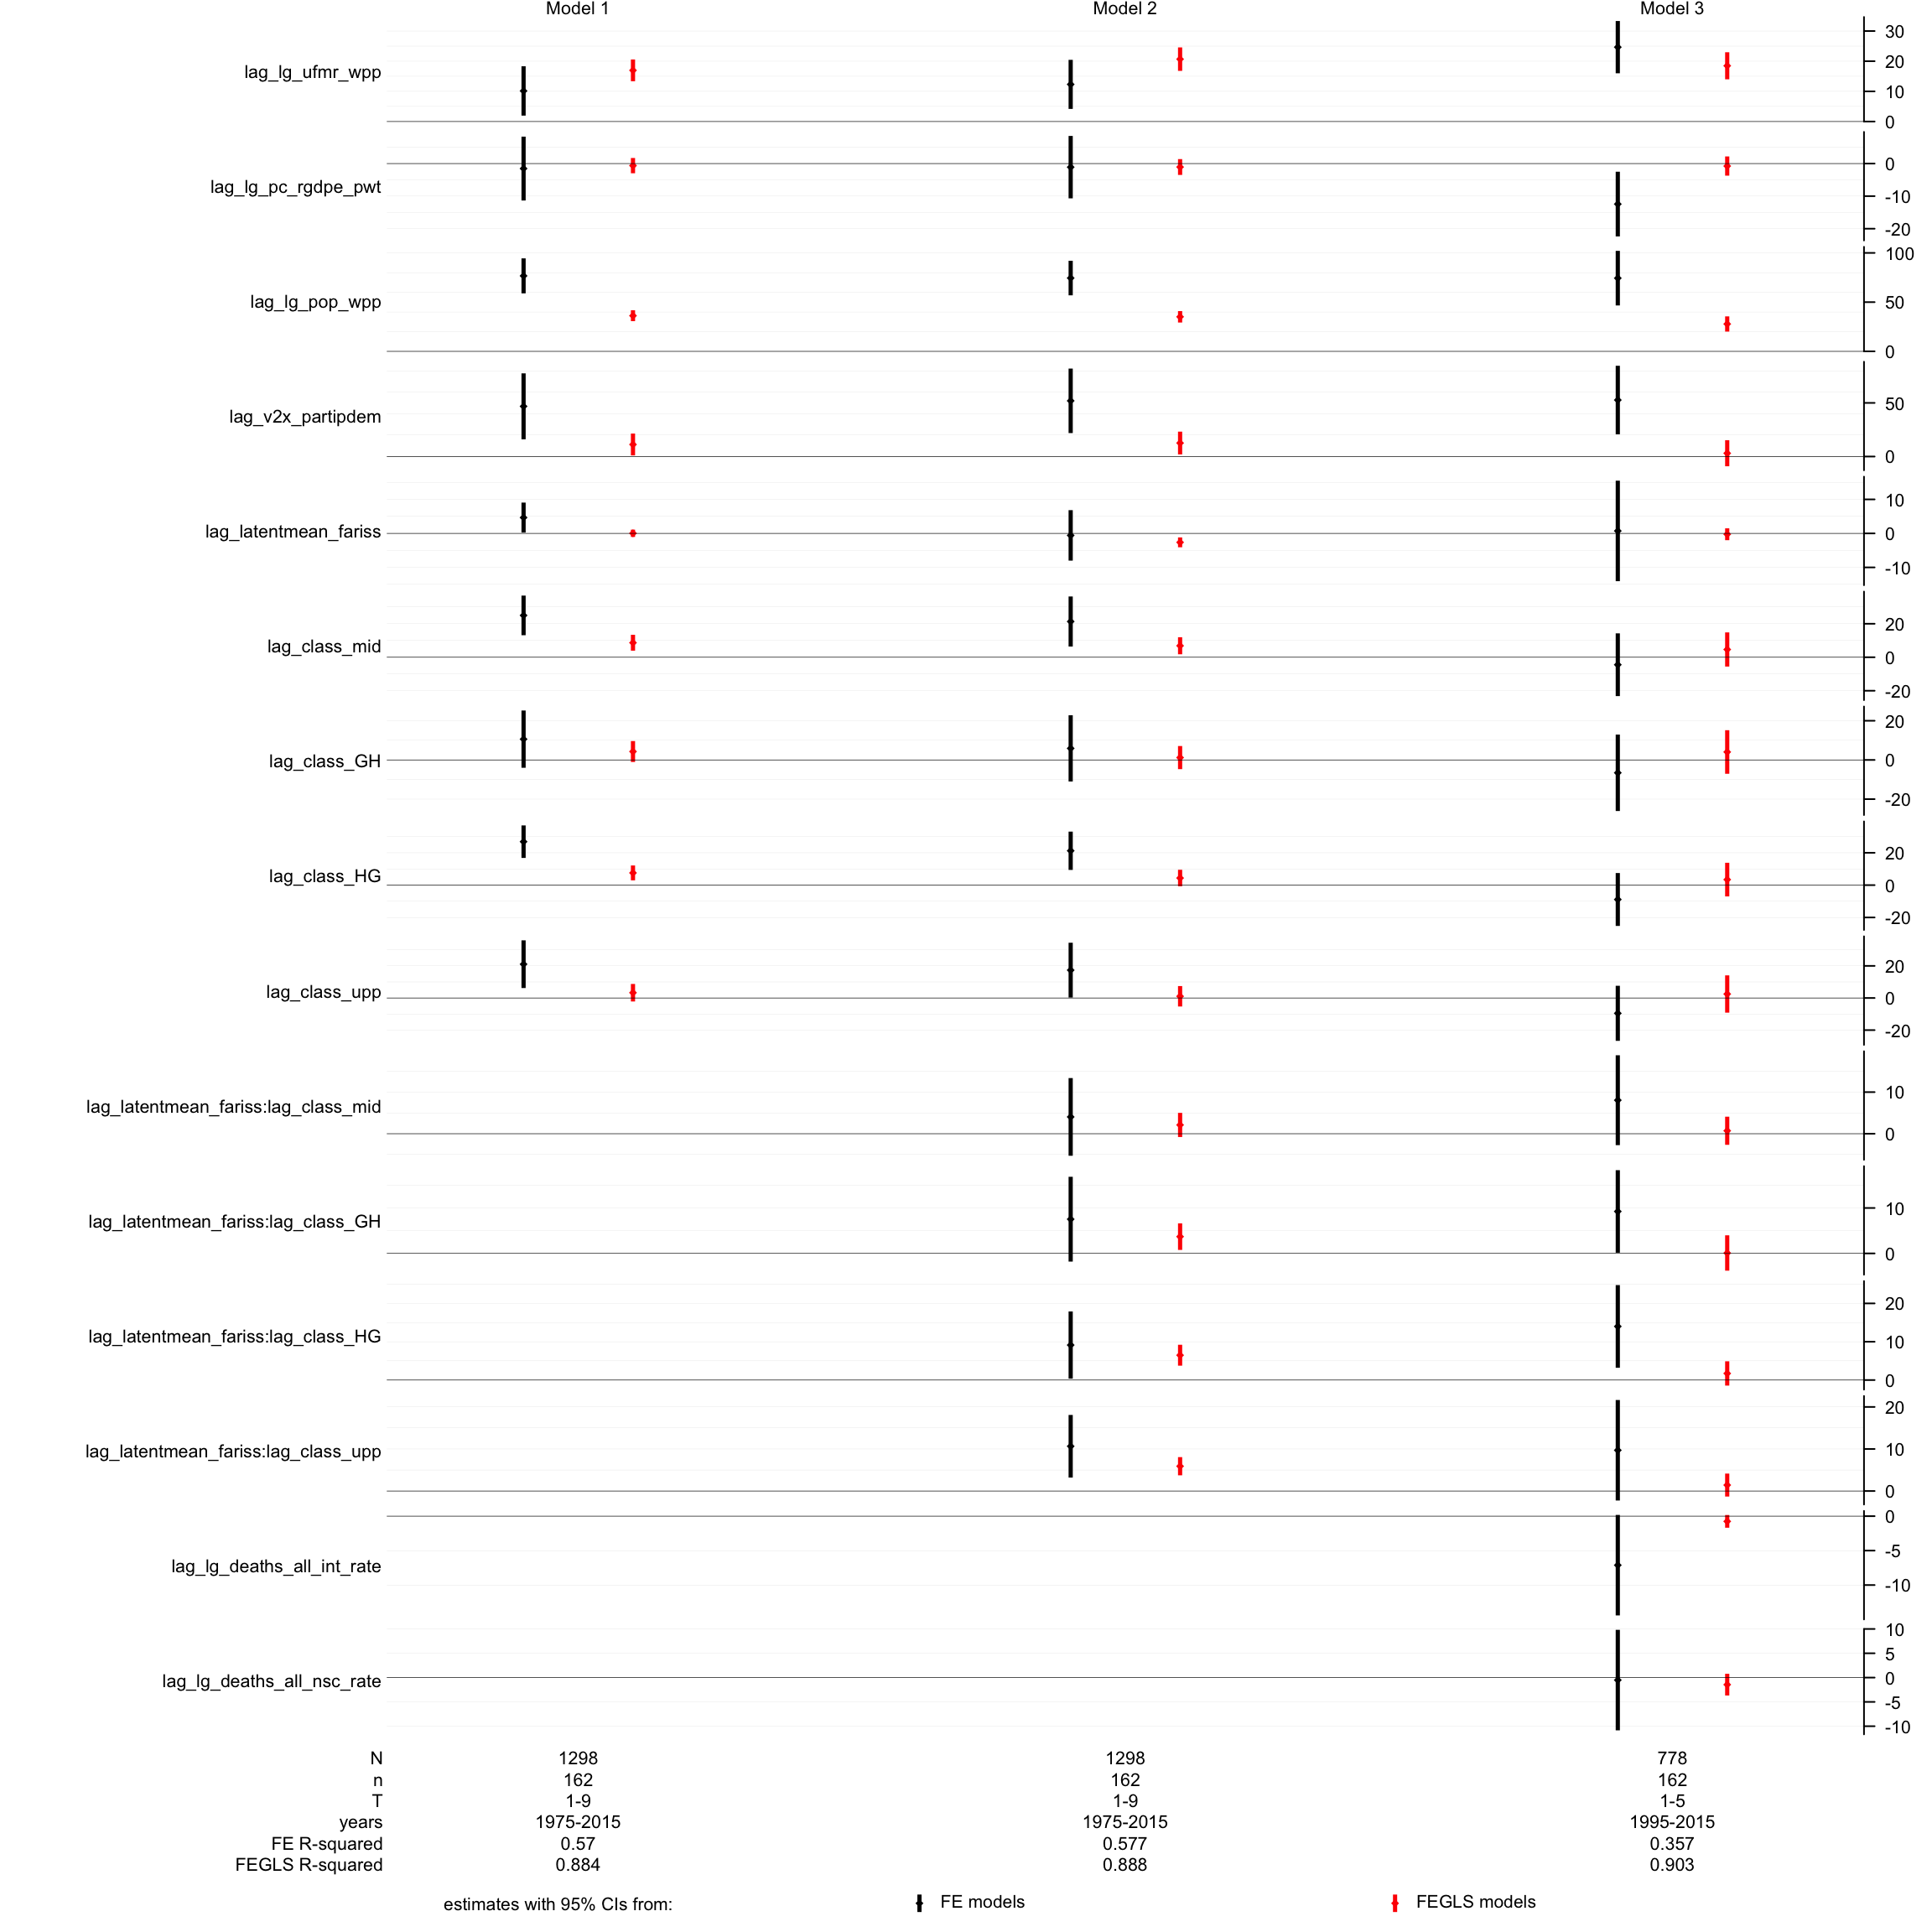 Model 1 Model 2 Model 3
lag_lg_ufmr_wpp
30
20
10
0
lag_lg_pc_rgdpe_pwt
0
-10
-20
lag_lg_pop_wpp
100
50
0
lag_v2x_partipdem
50
0
lag_latentmean_fariss
10
0
-10
lag_class_mid
20
0
-20
lag_class_GH
20
0
-20
lag_class_HG
20
0
-20
lag_class_upp
20
0
-20
lag_latentmean_fariss:lag_class_mid
10
0
lag_latentmean_fariss:lag_class_GH
10
0
lag_latentmean_fariss:lag_class_HG
20
10
0
lag_latentmean_fariss:lag_class_upp
20
10
0
lag_lg_deaths_all_int_rate
0
-5
-10
lag_lg_deaths_all_nsc_rate
10
5
0
-5
-10
N 1298 1298 778
n 162 162 162
T 1-9 1-9 1-5
years 1975-2015 1975-2015 1995-2015
FE R-squared 0.57 0.577 0.357
FEGLS R-squared 0.884 0.888 0.903
estimates with 95% CIs from: FE models FEGLS models